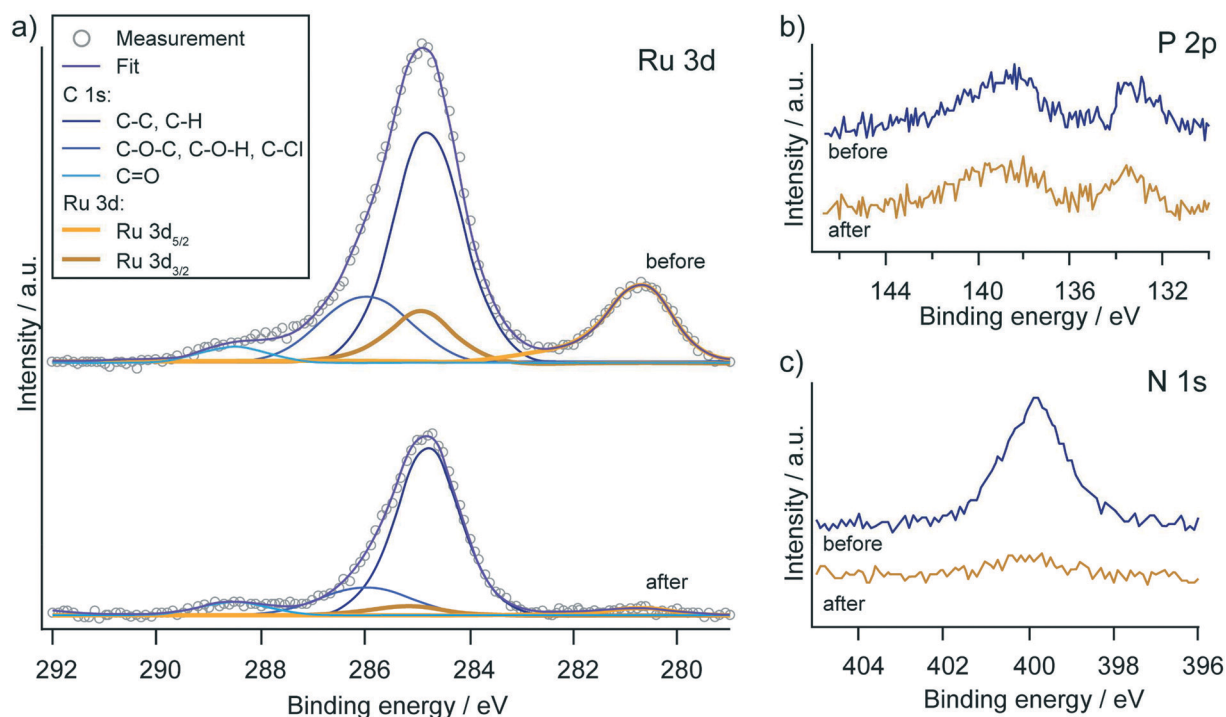 a)
Measurement
Fit
C 1s:
C-C, C-H
C-O-C, C-O-H, C-Cl
C=O
Ru 3d:
Ru 3d5/2
Ru 3d3/2
Ru 3d
before
after
Intensity / a.u.
292 290 288 286 284 282 280
Binding energy / eV
b)
P 2p
before
after
Intensity / a.u.
144 140 136 132
Binding energy / eV
c)
N 1s
before
after
Intensity / a.u.
404 402 400 398 396
Binding energy / eV